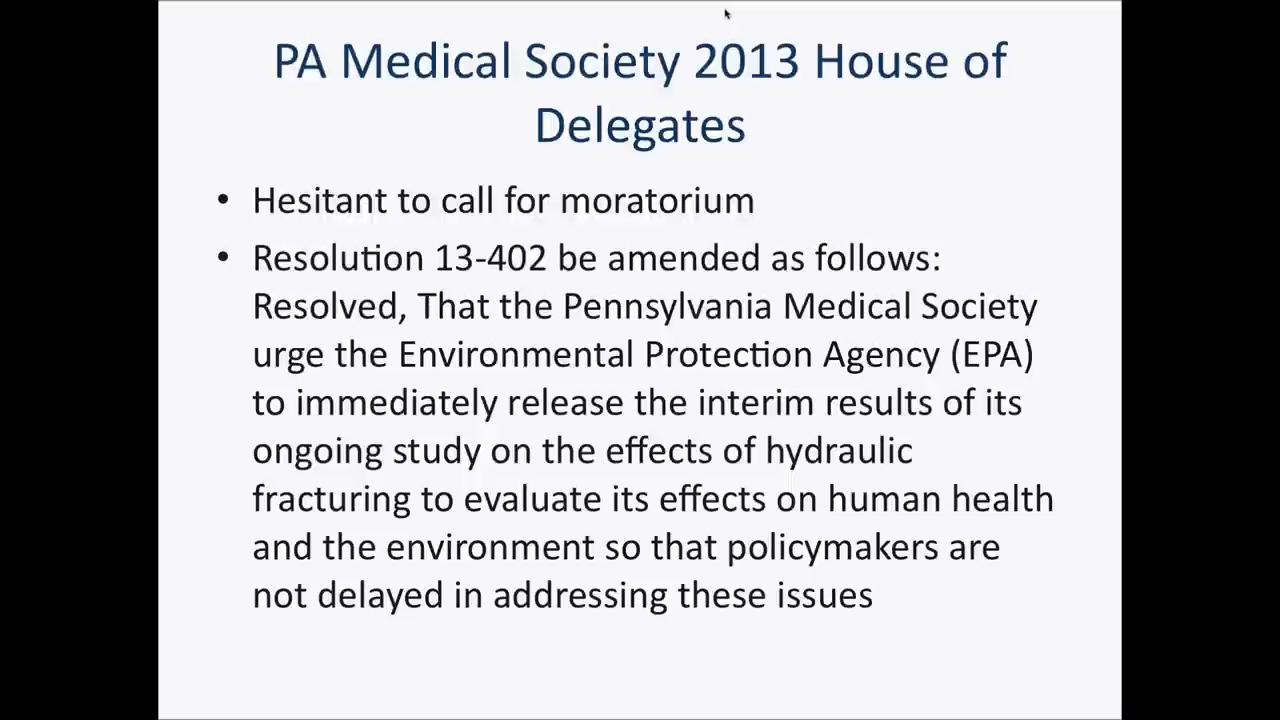 PA Medical Society 2013 House of
Delegates
• Hesitant to call for moratorium
• Resolution 13-402 be amended as follows:
Resolved, That the Pennsylvania Medical Society
urge the Environmental Protection Agency (EPA)
to immediately release the interim results of its
ongoing study on the effects of hydraulic
fracturing to evaluate its effects on human health
and the environment so that policymakers are
not delayed in addressing these issues